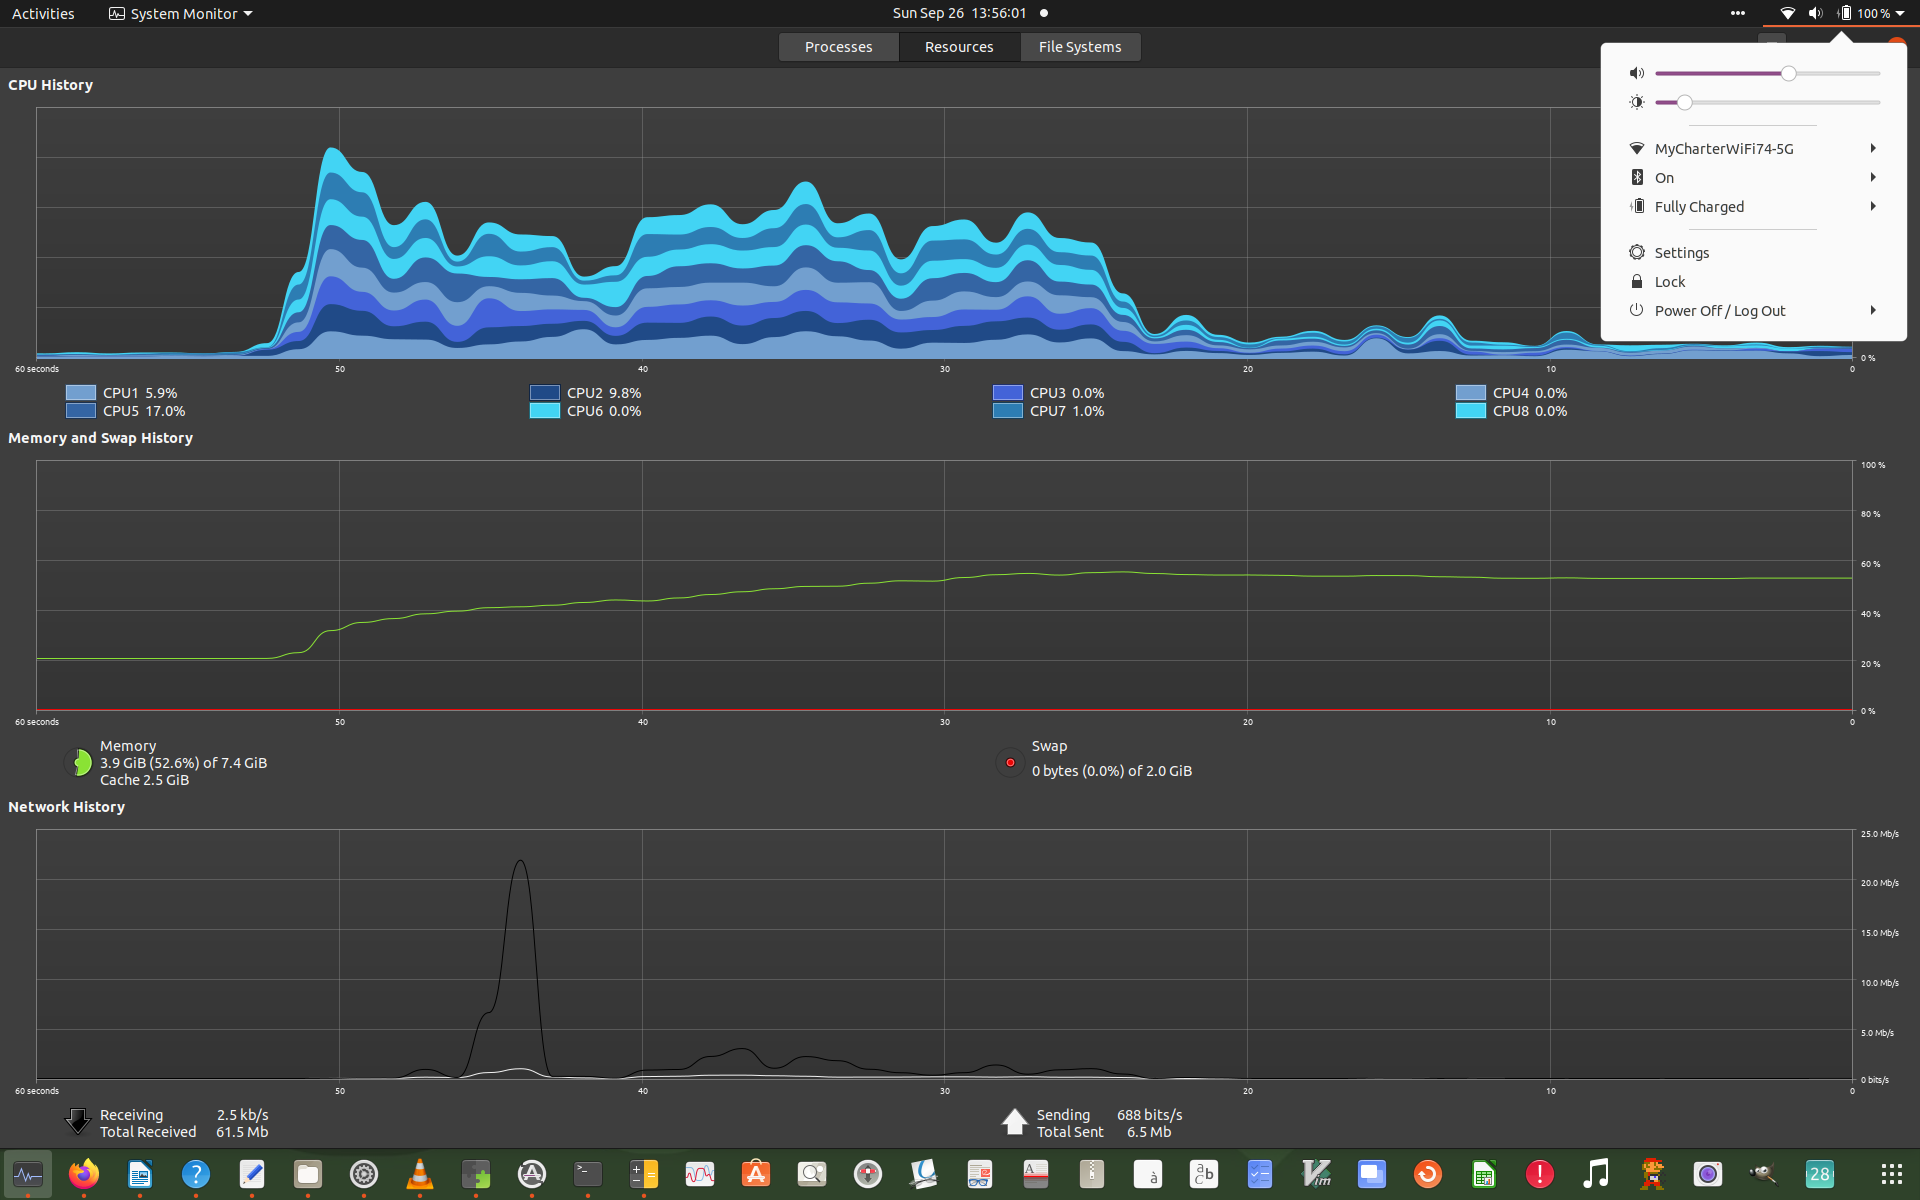 Activities
System Monitor
Sun Sep 26 13:56:01
100 %
Processes
Resources
File Systems
MyCharterWiFi74-5G
On
Fully Charged
Settings
Lock
Power Off / Log Out
CPU History
0 %
60 seconds
50
40
30
20
10
0
CPU1 5.9%
CPU2 9.8%
CPU3 0.0%
CPU4 0.0%
CPU5 17.0%
CPU6 0.0%
CPU7 1.0%
CPU8 0.0%
Memory and Swap History
100 %
80 %
60 %
40 %
20 %
0 %
60 seconds
50
40
30
20
10
0
Memory
3.9 GiB (52.6%) of 7.4 GiB
Cache 2.5 GiB
Swap
0 bytes (0.0%) of 2.0 GiB
Network History
25.0 Mb/s
20.0 Mb/s
15.0 Mb/s
10.0 Mb/s
5.0 Mb/s
0 bits/s
60 seconds
50
40
30
20
10
0
Receiving 2.5 kb/s
Total Received 61.5 Mb
Sending 688 bits/s
Total Sent 6.5 Mb
?
>_
A
à
a b c
Vim
!
28